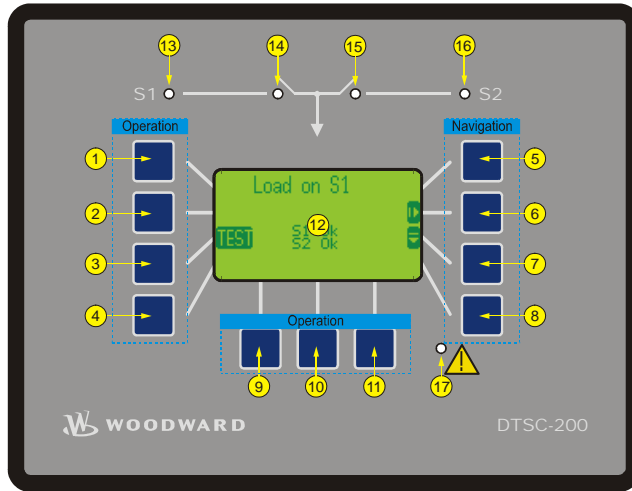 13 14 15 16
S1 S2
Operation Navigation
1 5
2 6
3 7
4 8
Load on S1
12
S1 Ok
TEST
S2 Ok
Operation
9 10 11
17
WOODWARD DTSC-200